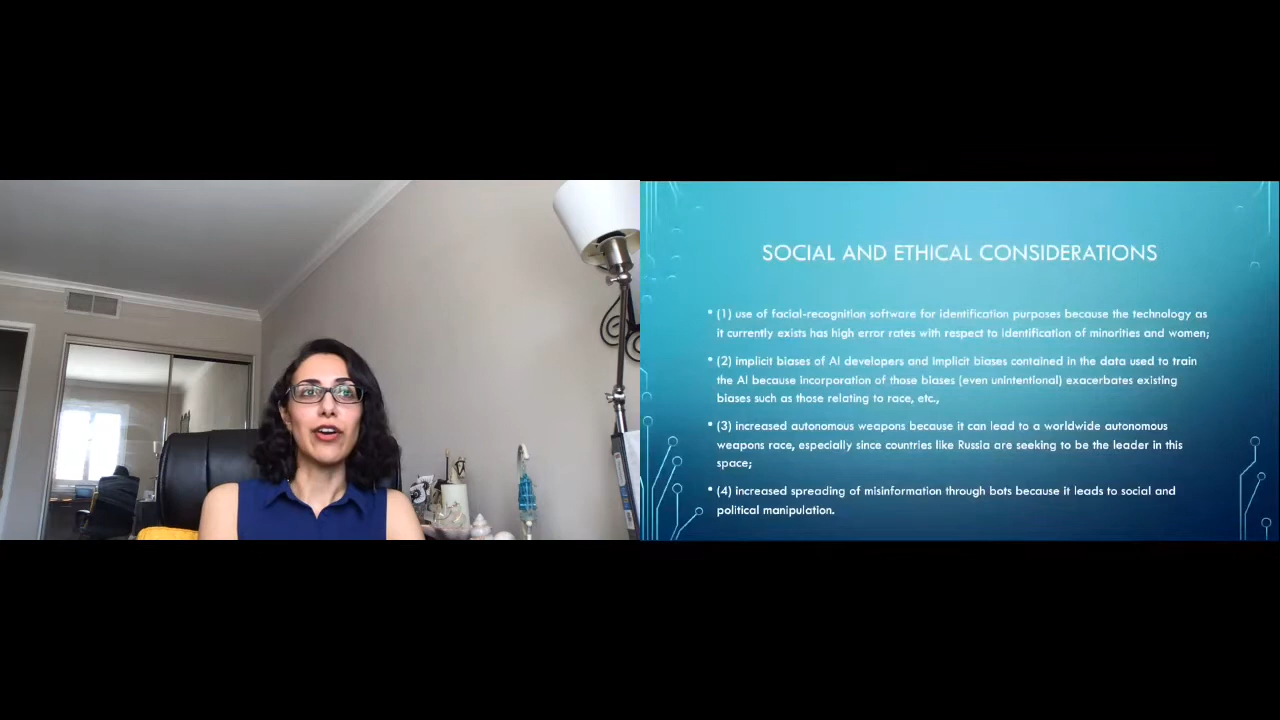 SOCIAL AND ETHICAL CONSIDERATIONS
• (1) use of facial-recognition software for identification purposes because the technology as
it currently exists has high error rates with respect to identification of minorities and women;
• (2) implicit biases of AI developers and Implicit biases contained in the data used to train
the AI because incorporation of those biases (even unintentional) exacerbates existing
biases such as those relating to race, etc.,
• (3) increased autonomous weapons because it can lead to a worldwide autonomous
weapons race, especially since countries like Russia are seeking to be the leader in this
space;
• (4) increased spreading of misinformation through bots because it leads to social and
political manipulation.